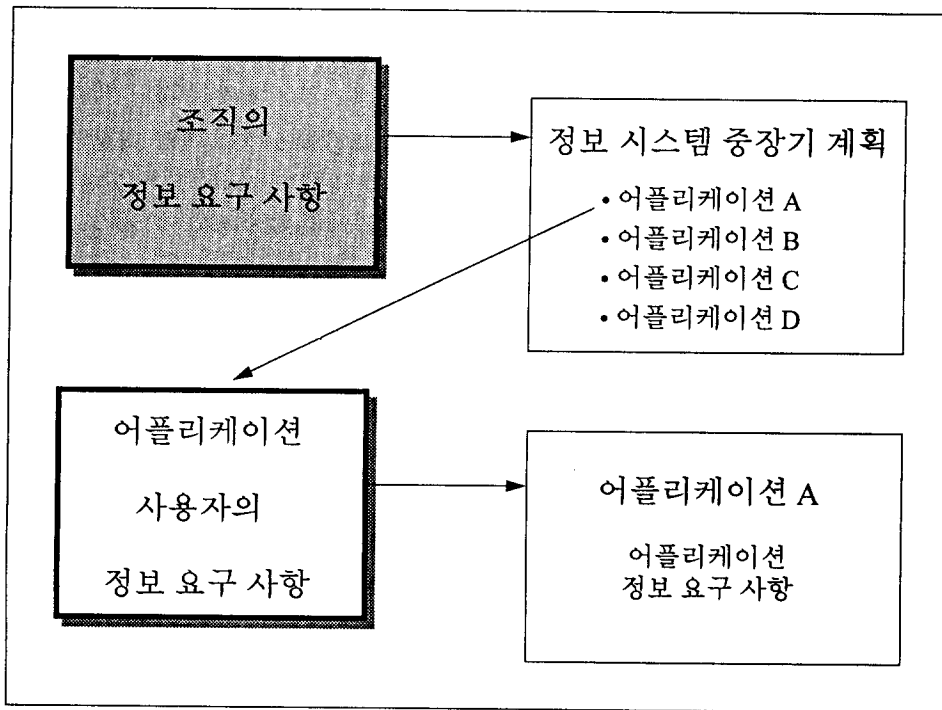 조직의
정보 요구 사항
정보 시스템 중장기 계획
• 어플리케이션 A
• 어플리케이션 B
• 어플리케이션 C
• 어플리케이션 D
어플리케이션
사용자의
정보 요구 사항
어플리케이션 A
어플리케이션
정보 요구 사항